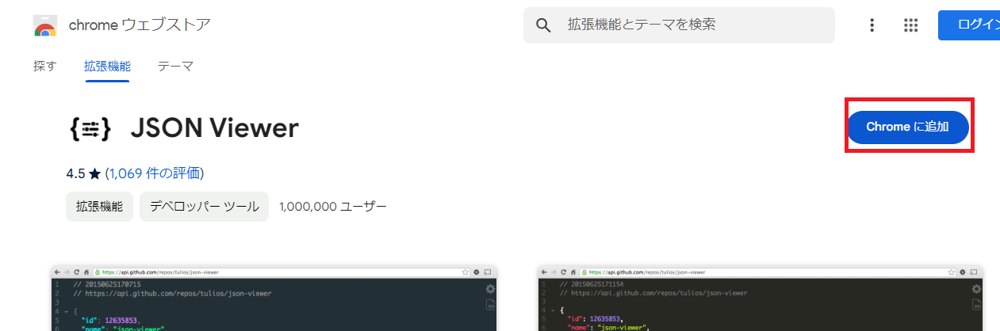 chrome ウェブストア
拡張機能とテーマを検索
ログイン
探す
拡張機能
テーマ
JSON Viewer
Chrome に追加
4.5 ★ (1,069 件の評価)
拡張機能
デベロッパー ツール
1,000,000 ユーザー
https://api.github.com/repos/tulios/json-viewer
1 // 20150625170715
2 // https://api.github.com/repos/tulios/json-viewer
3
4 {
5 "id": 12635853,
6 "name": "json-viewer"
https://api.github.com/repos/tulios/json-viewer
1 // 20150625171154
2 // https://api.github.com/repos/tulios/json-viewer
3
4 {
5 "id": 12635853,
6 "name": "json-viewer",